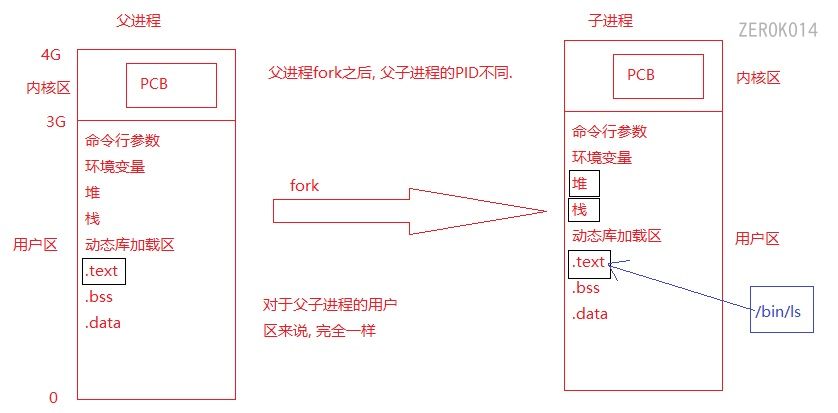 父进程
子进程
ZEROK014
4G
内核区
PCB
3G
父进程fork之后, 父子进程的PID不同.
PCB
内核区
命令行参数
环境变量
堆
栈
动态库加载区
.text
.bss
.data
用户区
0
fork
对于父子进程的用户
区来说, 完全一样
命令行参数
环境变量
堆
栈
动态库加载区
.text
.bss
.data
用户区
/bin/ls